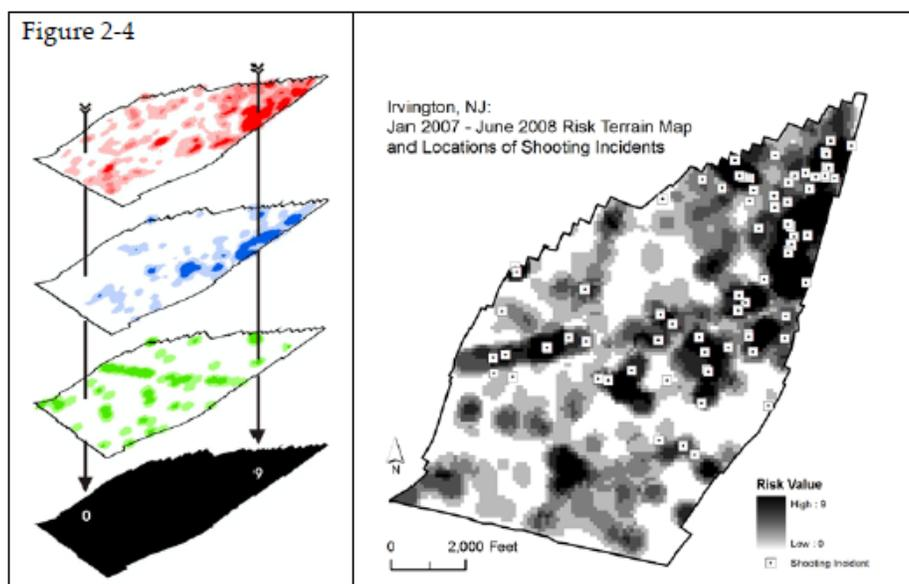 Figure 2-4
9
0
Irvington, NJ:
Jan 2007 - June 2008 Risk Terrain Map
and Locations of Shooting Incidents
N
0 2,000 Feet
Risk Value
High : 9
Low : 0
Shooting Incident